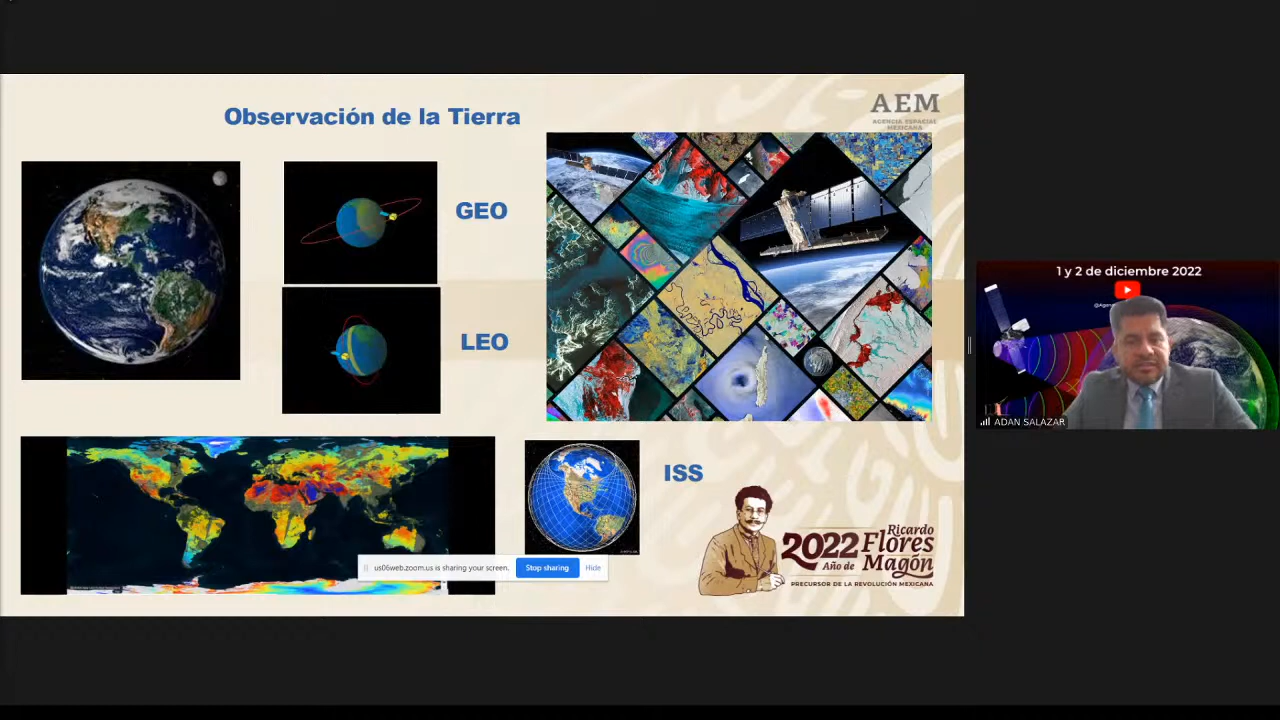 Observación de la Tierra
AEM
AGENCIA ESPACIAL
MEXICANA
GEO
LEO
ISS
2022
Año de
Ricardo
Flores
Magón
PRECURSOR DE LA REVOLUCIÓN MEXICANA
us06web.zoom.us is sharing your screen.
Stop sharing
Hide
1 y 2 de diciembre 2022
ADAN SALAZAR